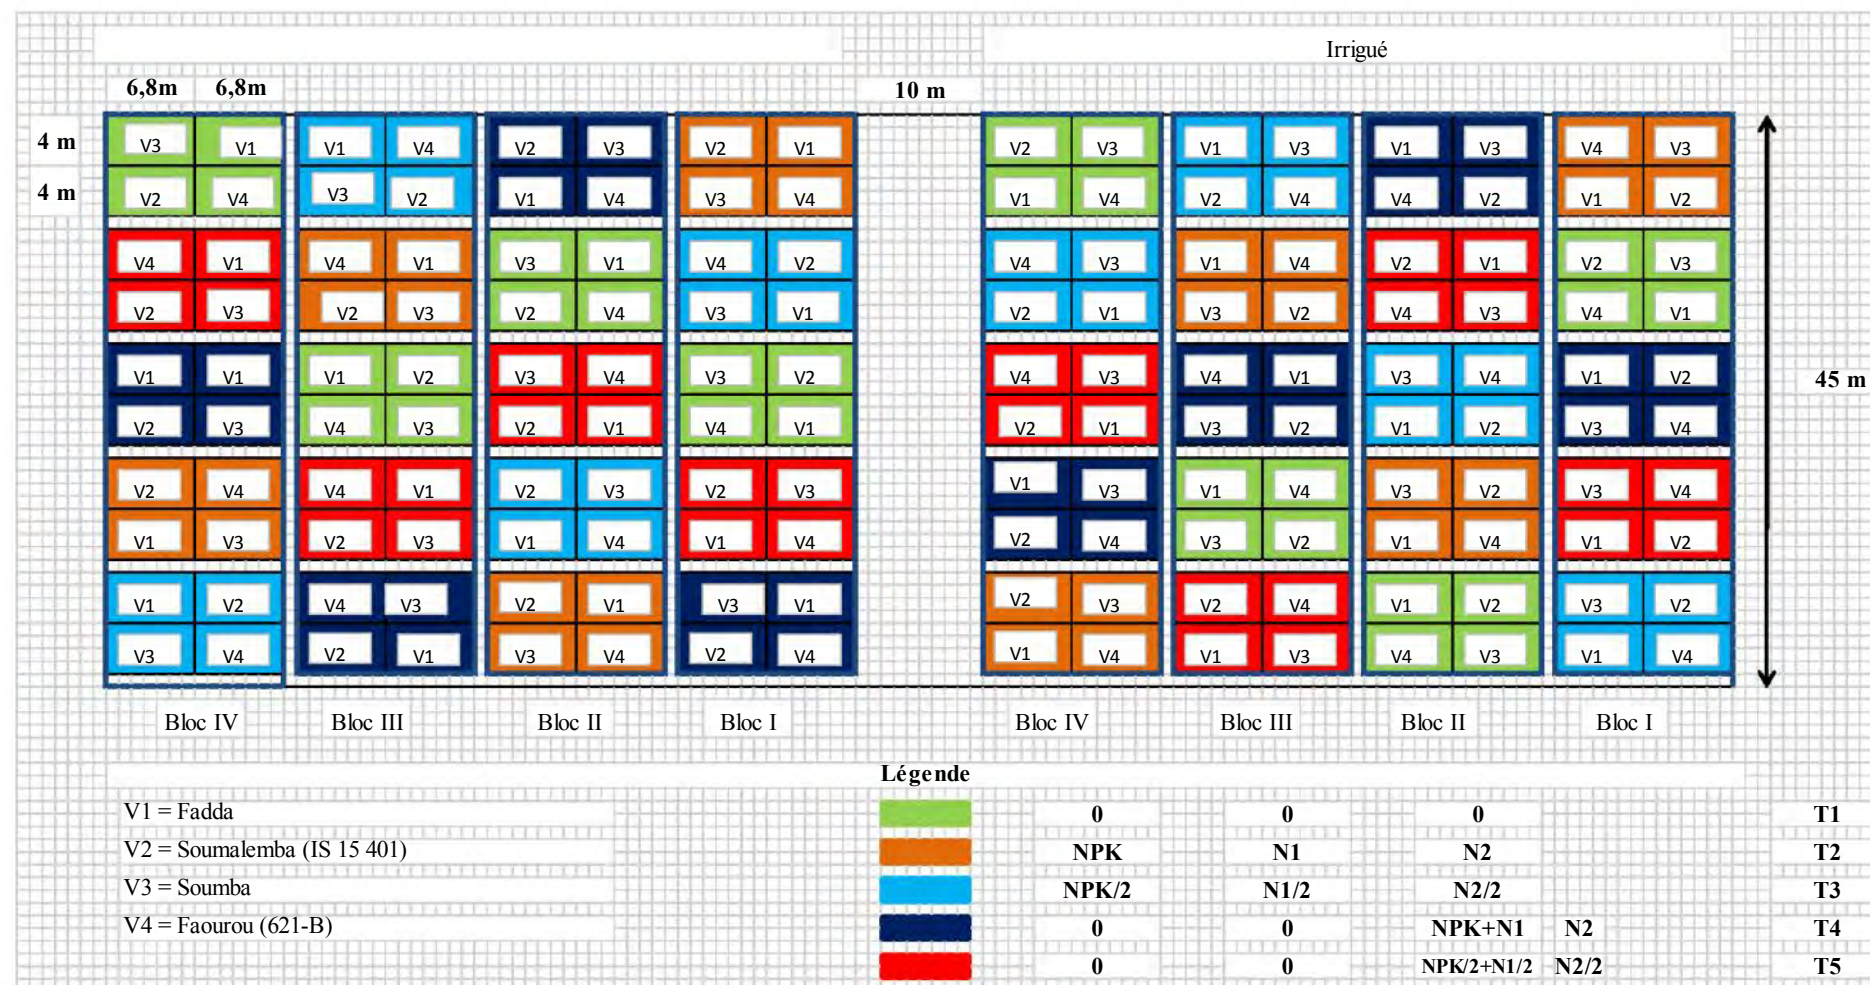 Irrigué
6,8m 6,8m 10 m
4 m V3 V1 V1 V4 V2 V3 V2 V1 V2 V3 V1 V3 V1 V3 V4 V3
4 m V2 V4 V3 V2 V1 V4 V3 V4 V1 V4 V2 V4 V4 V2 V1 V2
V4 V1 V4 V1 V3 V1 V4 V2 V4 V3 V1 V4 V2 V1 V2 V3
V2 V3 V2 V3 V2 V4 V3 V1 V2 V1 V3 V2 V4 V3 V4 V1
V1 V1 V1 V2 V3 V4 V3 V2 V4 V3 V4 V1 V3 V4 V1 V2 45 m
V2 V3 V4 V3 V2 V1 V4 V1 V2 V1 V3 V2 V1 V2 V3 V4
V2 V4 V4 V1 V2 V3 V2 V3 V1 V3 V1 V4 V3 V2 V3 V4
V1 V3 V2 V3 V1 V4 V1 V4 V2 V4 V3 V2 V1 V4 V1 V2
V1 V2 V4 V3 V2 V1 V3 V1 V2 V3 V2 V4 V1 V2 V3 V2
V3 V4 V2 V1 V3 V4 V2 V4 V1 V4 V1 V3 V4 V3 V1 V4
Bloc IV Bloc III Bloc II Bloc I Bloc IV Bloc III Bloc II Bloc I
Légende
V1 = Fadda 0 0 0 T1
V2 = Soumalemba (IS 15 401) NPK N1 N2 T2
V3 = Soumba NPK/2 N1/2 N2/2 T3
V4 = Faourou (621-B) 0 0 NPK+N1 N2 T4
0 0 NPK/2+N1/2 N2/2 T5